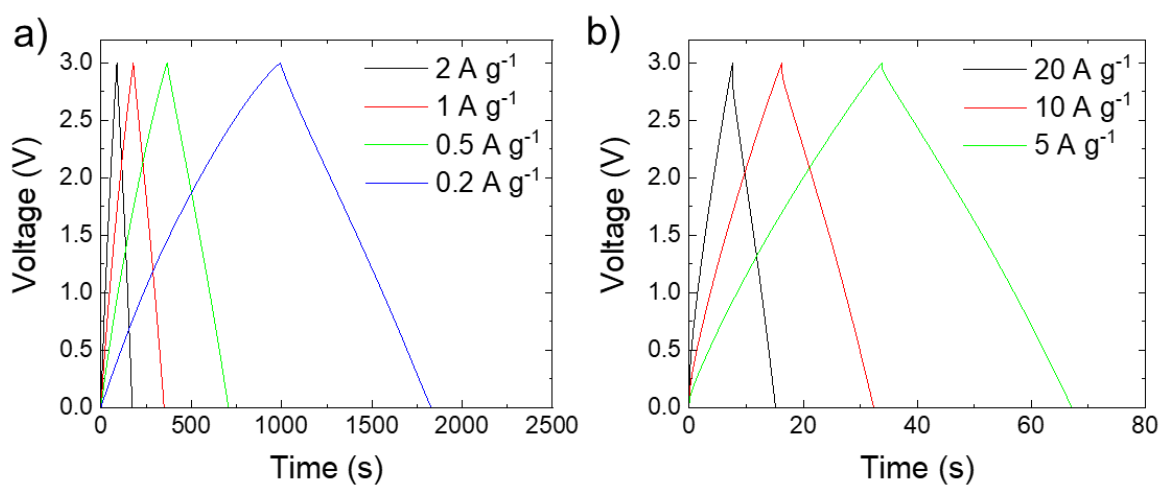 a)
2 A g⁻¹
1 A g⁻¹
0.5 A g⁻¹
0.2 A g⁻¹
Voltage (V)
3.0
2.5
2.0
1.5
1.0
0.5
0.0
0 500 1000 1500 2000 2500
Time (s)
b)
20 A g⁻¹
10 A g⁻¹
5 A g⁻¹
Voltage (V)
3.0
2.5
2.0
1.5
1.0
0.5
0.0
0 20 40 60 80
Time (s)